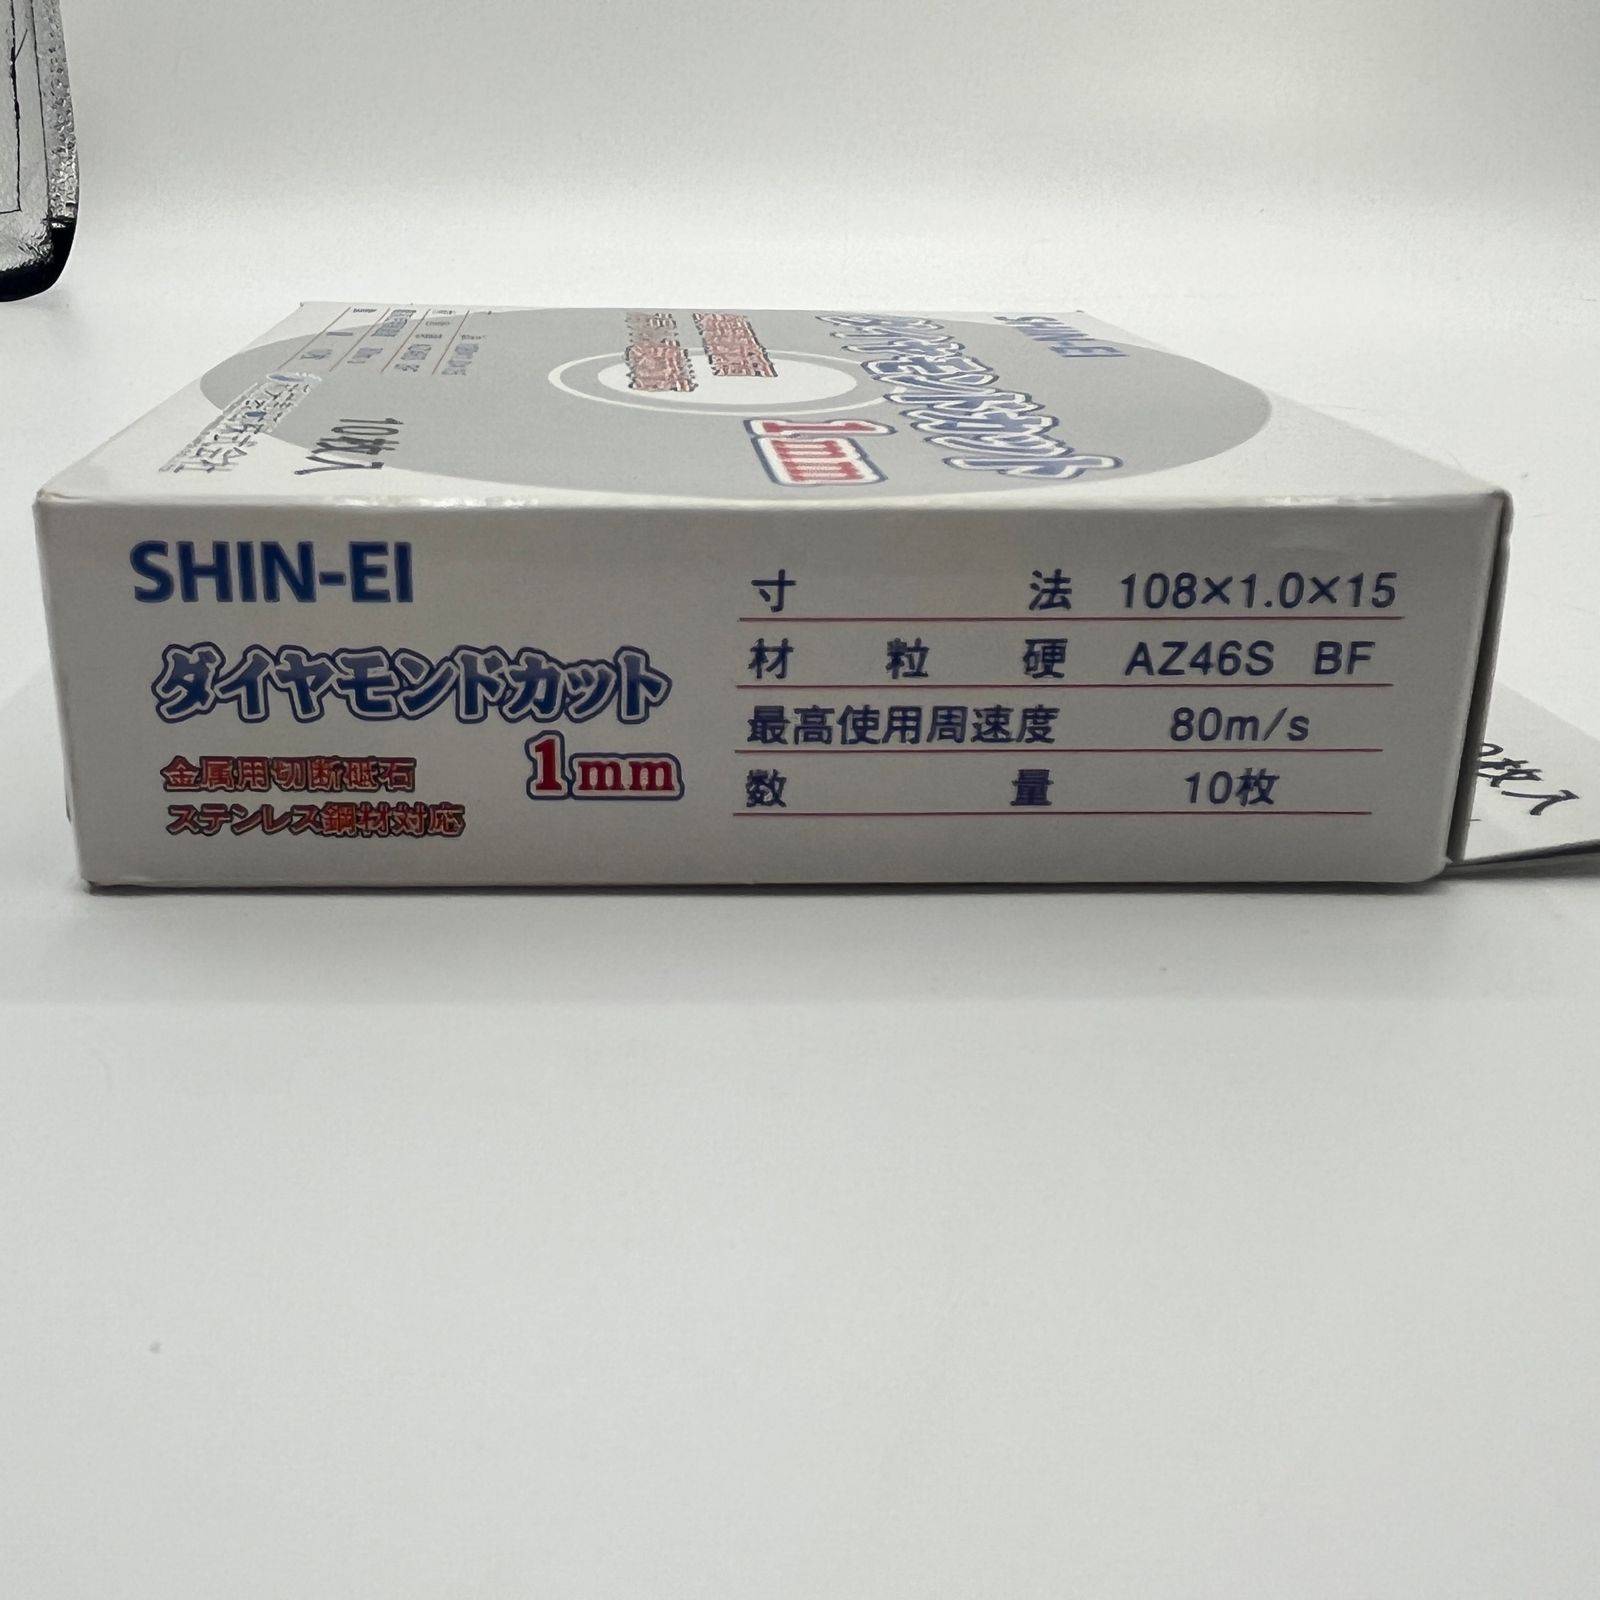 SHIN-EI
ダイヤモンドカット
1mm
10枚入
SHIN-EI
ダイヤモンドカット
1mm
金属用切断砥石
ステンレス鋼材対応
寸法 108×1.0×15
材粒硬 AZ46S BF
最高使用周速度 80m/s
数量 10枚
枚入